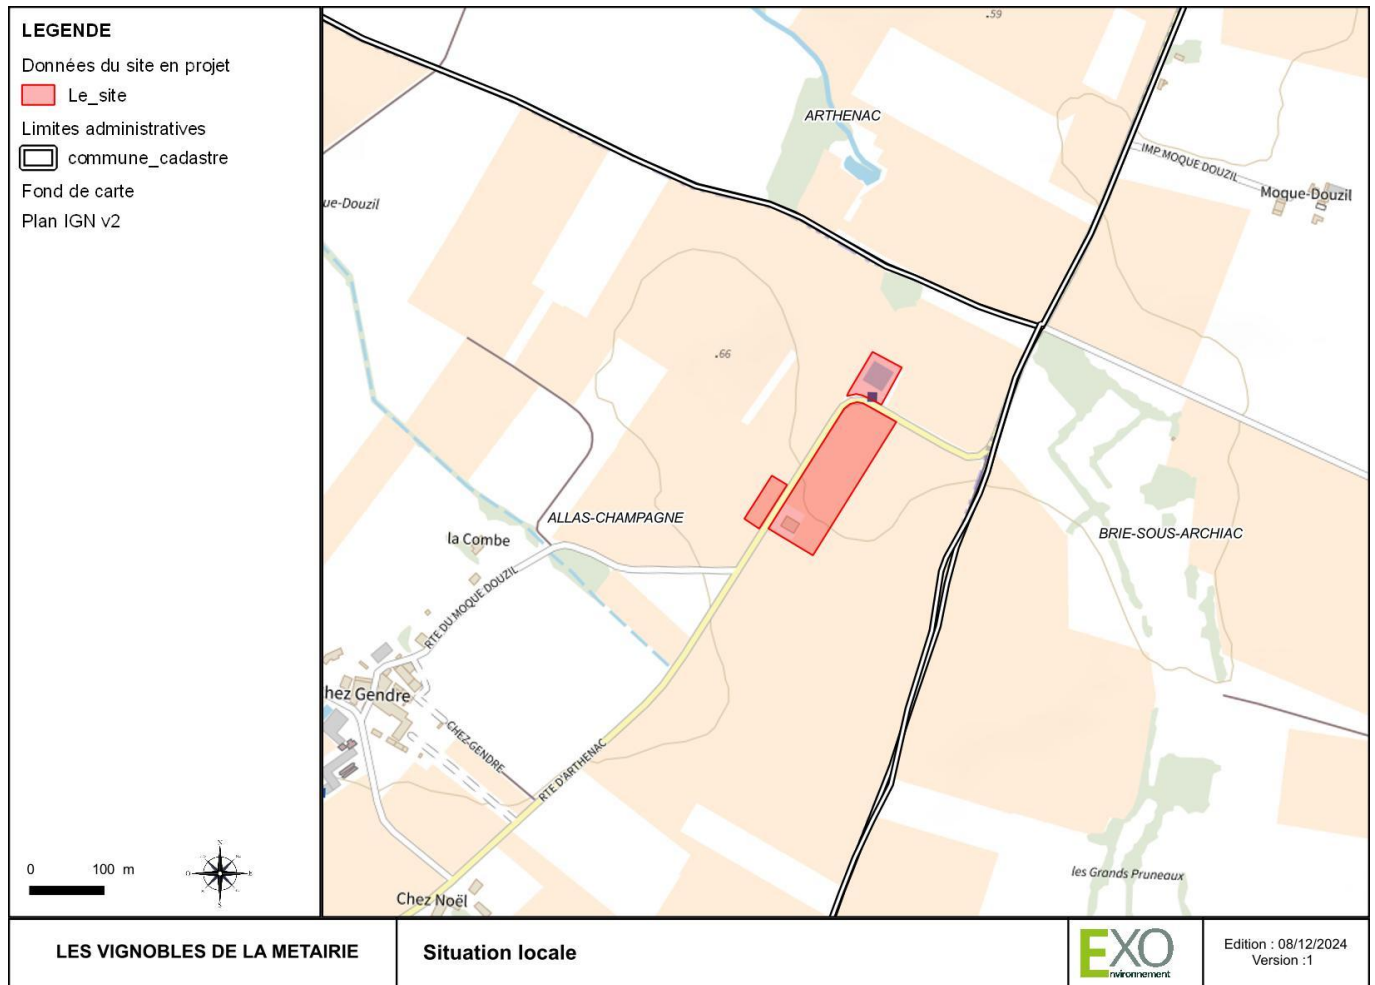 LEGENDE
Données du site en projet
Le_site
Limites administratives
commune_cadastre
Fond de carte
Plan IGN v2
.59
ARTHENAC
IMP MOQUE DOUZIL
Moque-Douzil
ue-Douzil
.66
ALLAS-CHAMPAGNE
BRIE-SOUS-ARCHIAC
la Combe
RTE DU MOQUE DOUZIL
hez Gendre
CHEZ-GENDRE
RTE D'ARTHENAC
les Grands Pruneaux
Chez Noël
0 100 m
N
S
LES VIGNOBLES DE LA METAIRIE
Situation locale
EXO
nvironnement
Edition : 08/12/2024
Version :1